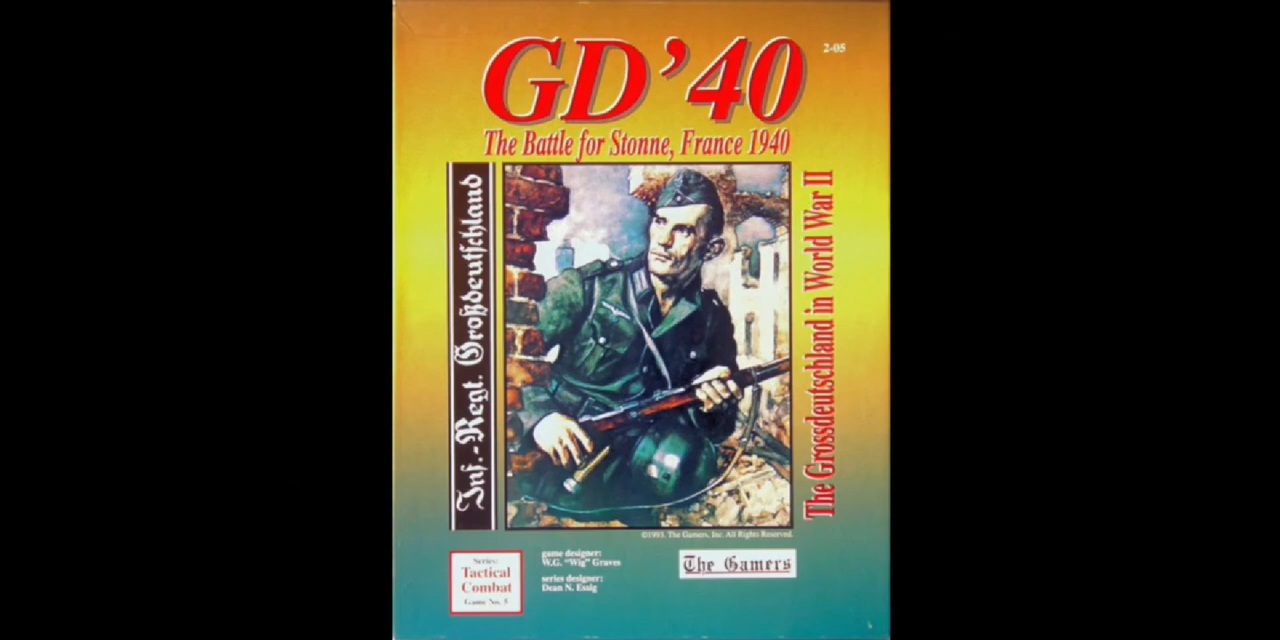 GD’40
2-05
The Battle for Stonne, France 1940
Inf.-Regt. Großdeutschland
The Grossdeutschland in World War II
©1993. The Gamers, Inc. All Rights Reserved.
Series:
Tactical
Combat
Game No. 5
game designer:
W.G. “Wig” Graves
series designer:
Dean N. Essig
The Gamers